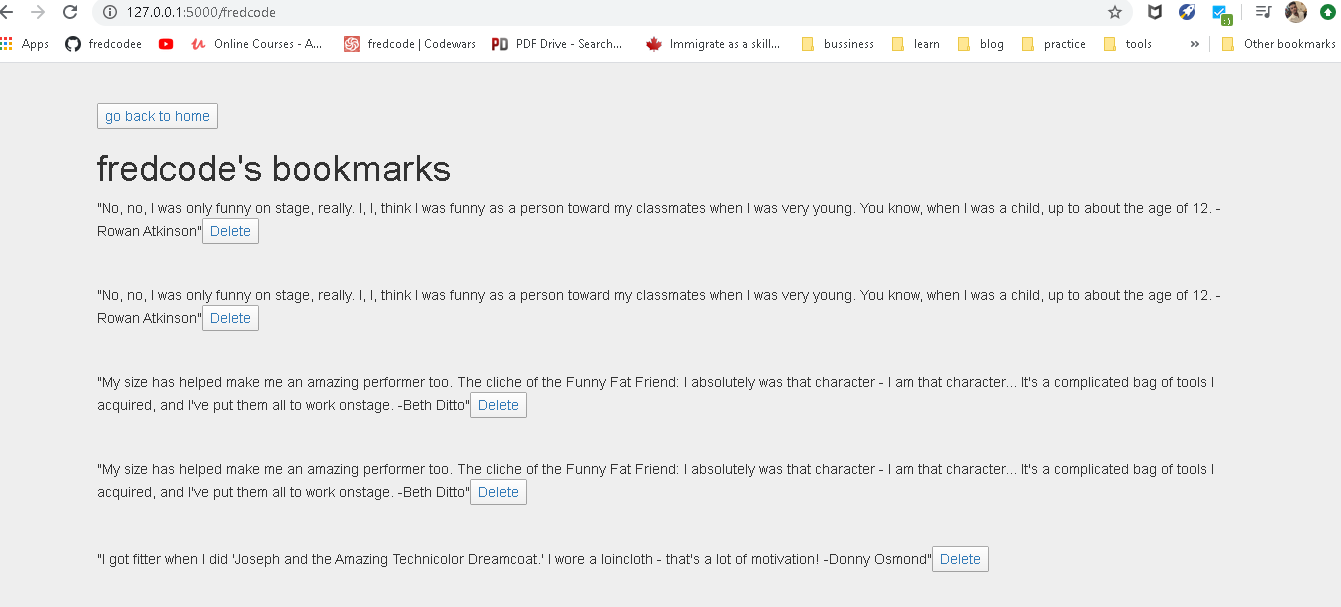 127.0.0.1:5000/fredcode
Apps fredcodee Online Courses - A... fredcode | Codewars PD PDF Drive - Search... Immigrate as a skill... bussiness learn blog practice tools » Other bookmarks
go back to home
fredcode's bookmarks
"No, no, I was only funny on stage, really. I, I, think I was funny as a person toward my classmates when I was very young. You know, when I was a child, up to about the age of 12. -
Rowan Atkinson" Delete
"No, no, I was only funny on stage, really. I, I, think I was funny as a person toward my classmates when I was very young. You know, when I was a child, up to about the age of 12. -
Rowan Atkinson" Delete
"My size has helped make me an amazing performer too. The cliche of the Funny Fat Friend: I absolutely was that character - I am that character... It's a complicated bag of tools I
acquired, and I've put them all to work onstage. -Beth Ditto" Delete
"My size has helped make me an amazing performer too. The cliche of the Funny Fat Friend: I absolutely was that character - I am that character... It's a complicated bag of tools I
acquired, and I've put them all to work onstage. -Beth Ditto" Delete
"I got fitter when I did 'Joseph and the Amazing Technicolor Dreamcoat.' I wore a loincloth - that's a lot of motivation! -Donny Osmond" Delete